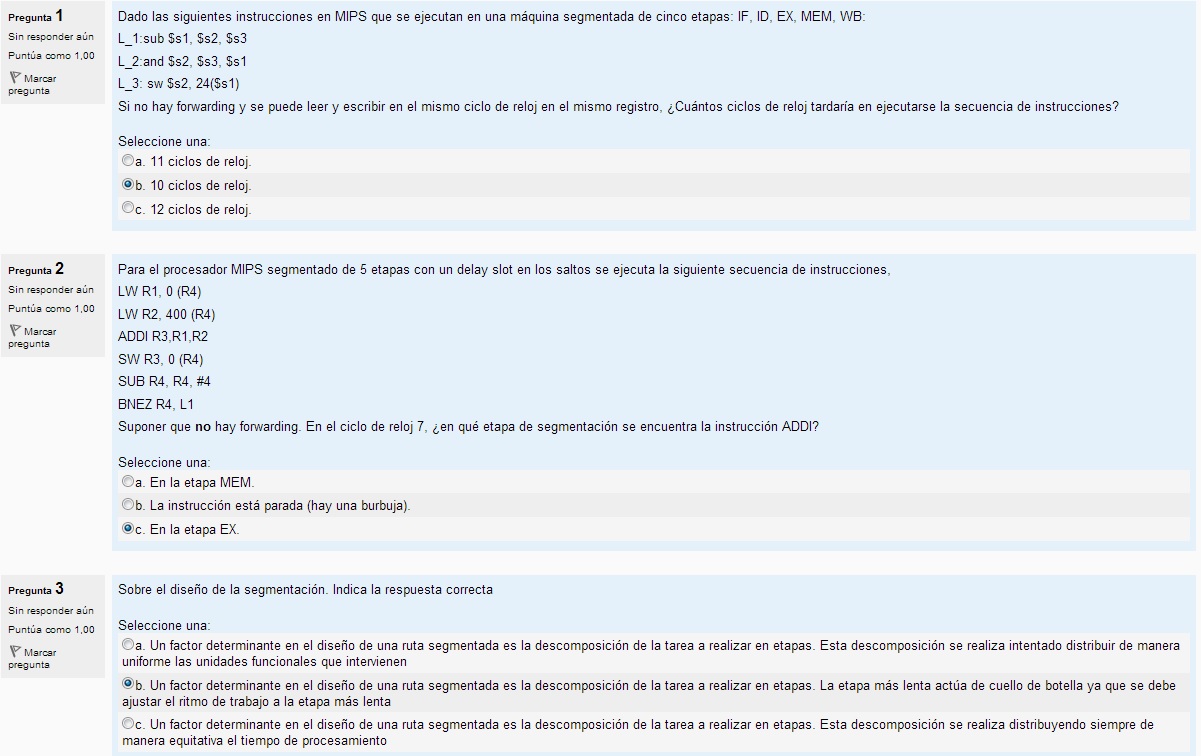 Pregunta 1
Sin responder aún
Puntúa como 1,00
Marcar
pregunta
Dado las siguientes instrucciones en MIPS que se ejecutan en una máquina segmentada de cinco etapas: IF, ID, EX, MEM, WB:
L_1:sub $s1, $s2, $s3
L_2:and $s2, $s3, $s1
L_3: sw $s2, 24($s1)
Si no hay forwarding y se puede leer y escribir en el mismo ciclo de reloj en el mismo registro, ¿Cuántos ciclos de reloj tardaría en ejecutarse la secuencia de instrucciones?
Seleccione una:
a. 11 ciclos de reloj.
b. 10 ciclos de reloj.
c. 12 ciclos de reloj.
Pregunta 2
Sin responder aún
Puntúa como 1,00
Marcar
pregunta
Para el procesador MIPS segmentado de 5 etapas con un delay slot en los saltos se ejecuta la siguiente secuencia de instrucciones,
LW R1, 0 (R4)
LW R2, 400 (R4)
ADDI R3,R1,R2
SW R3, 0 (R4)
SUB R4, R4, #4
BNEZ R4, L1
Suponer que no hay forwarding. En el ciclo de reloj 7, ¿en qué etapa de segmentación se encuentra la instrucción ADDI?
Seleccione una:
a. En la etapa MEM.
b. La instrucción está parada (hay una burbuja).
c. En la etapa EX.
Pregunta 3
Sin responder aún
Puntúa como 1,00
Marcar
pregunta
Sobre el diseño de la segmentación. Indica la respuesta correcta
Seleccione una:
a. Un factor determinante en el diseño de una ruta segmentada es la descomposición de la tarea a realizar en etapas. Esta descomposición se realiza intentado distribuir de manera
uniforme las unidades funcionales que intervienen
b. Un factor determinante en el diseño de una ruta segmentada es la descomposición de la tarea a realizar en etapas. La etapa más lenta actúa de cuello de botella ya que se debe
ajustar el ritmo de trabajo a la etapa más lenta
c. Un factor determinante en el diseño de una ruta segmentada es la descomposición de la tarea a realizar en etapas. Esta descomposición se realiza distribuyendo siempre de
manera equitativa el tiempo de procesamiento